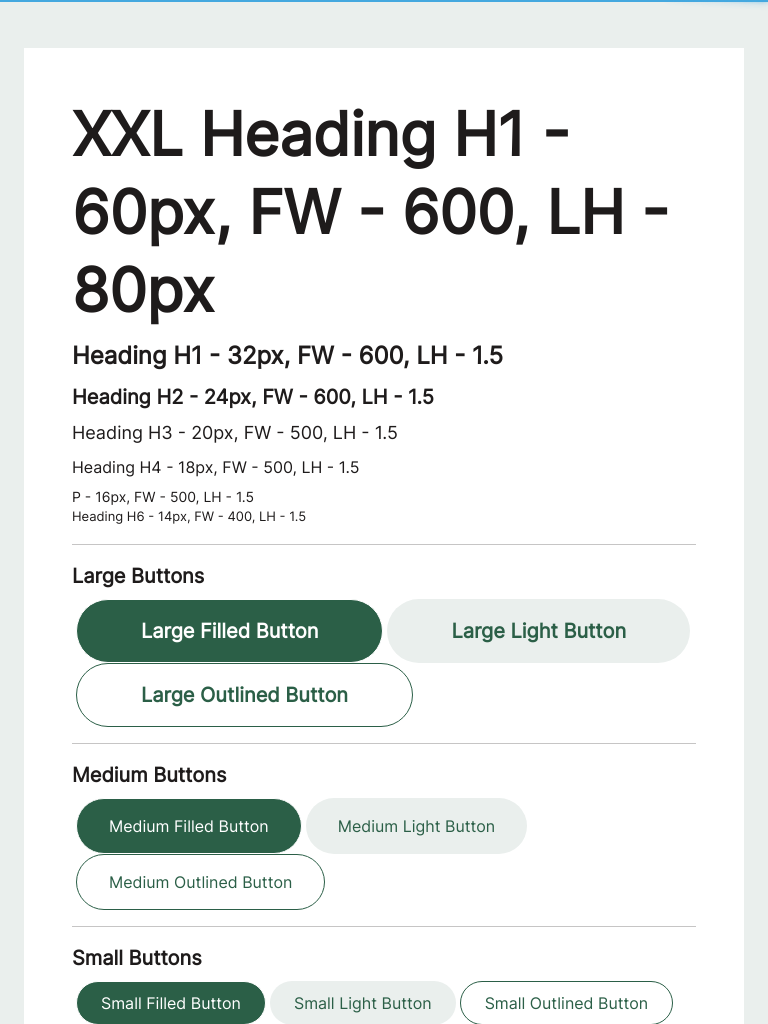 XXL Heading H1 -
60px, FW - 600, LH -
80px
Heading H1 - 32px, FW - 600, LH - 1.5
Heading H2 - 24px, FW - 600, LH - 1.5
Heading H3 - 20px, FW - 500, LH - 1.5
Heading H4 - 18px, FW - 500, LH - 1.5
P - 16px, FW - 500, LH - 1.5
Heading H6 - 14px, FW - 400, LH - 1.5
Large Buttons
Large Filled Button
Large Light Button
Large Outlined Button
Medium Buttons
Medium Filled Button
Medium Light Button
Medium Outlined Button
Small Buttons
Small Filled Button
Small Light Button
Small Outlined Button